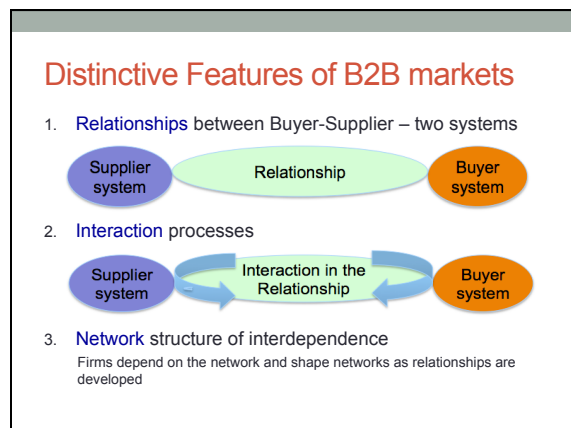 Distinctive Features of B2B markets
1. Relationships between Buyer-Supplier – two systems
Supplier
system
Relationship
Buyer
system
2. Interaction processes
Supplier
system
Interaction in the
Relationship
Buyer
system
3. Network structure of interdependence
Firms depend on the network and shape networks as relationships are
developed